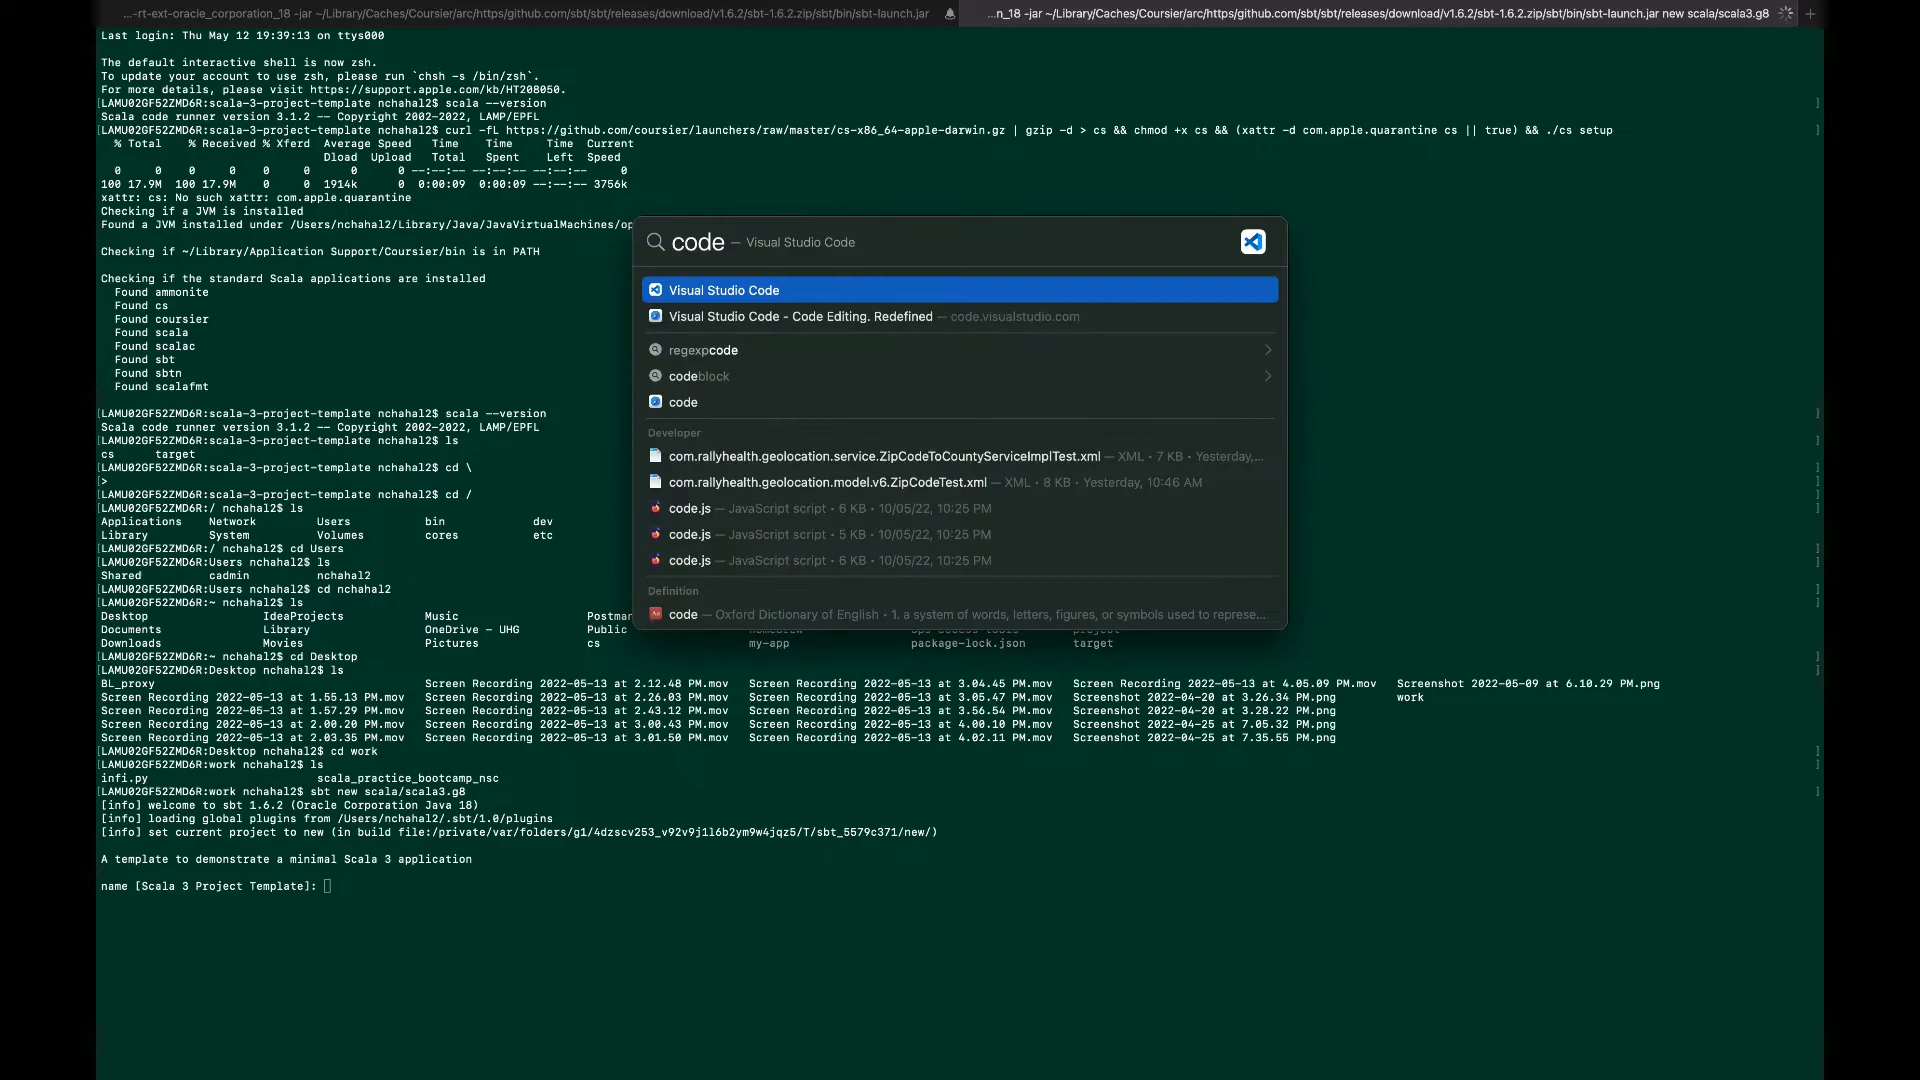 ...-rt-ext-oracle_corporation_18 -jar ~/Library/Caches/Coursier/arc/https/github.com/sbt/sbt/releases/download/v1.6.2/sbt-1.6.2.zip/sbt/bin/sbt-launch.jar
...n_18 -jar ~/Library/Caches/Coursier/arc/https/github.com/sbt/sbt/releases/download/v1.6.2/sbt-1.6.2.zip/sbt/bin/sbt-launch.jar new scala/scala3.g8
Last login: Thu May 12 19:39:13 on ttys000
The default interactive shell is now zsh.
To update your account to use zsh, please run `chsh -s /bin/zsh`.
For more details, please visit https://support.apple.com/kb/HT208050.
[LAMU02GF52ZMD6R:scala-3-project-template nchahal2$ scala --version
Scala code runner version 3.1.2 -- Copyright 2002-2022, LAMP/EPFL
[LAMU02GF52ZMD6R:scala-3-project-template nchahal2$ curl -fL https://github.com/coursier/launchers/raw/master/cs-x86_64-apple-darwin.gz | gzip -d > cs && chmod +x cs && (xattr -d com.apple.quarantine cs || true) && ./cs setup
% Total % Received % Xferd Average Speed Time Time Time Current
Dload Upload Total Spent Left Speed
0 0 0 0 0 0 0 0 --:--:-- --:--:-- --:--:-- 0
100 17.9M 100 17.9M 0 0 1914k 0 0:00:09 0:00:09 --:--:-- 3756k
xattr: cs: No such xattr: com.apple.quarantine
Checking if a JVM is installed
Found a JVM installed under /Users/nchahal2/Library/Java/JavaVirtualMachines/op
Checking if ~/Library/Application Support/Coursier/bin is in PATH
Checking if the standard Scala applications are installed
Found ammonite
Found cs
Found coursier
Found scala
Found scalac
Found sbt
Found sbtn
Found scalafmt
[LAMU02GF52ZMD6R:scala-3-project-template nchahal2$ scala --version
Scala code runner version 3.1.2 -- Copyright 2002-2022, LAMP/EPFL
[LAMU02GF52ZMD6R:scala-3-project-template nchahal2$ ls
cs target
[LAMU02GF52ZMD6R:scala-3-project-template nchahal2$ cd \
[>
[LAMU02GF52ZMD6R:scala-3-project-template nchahal2$ cd /
[LAMU02GF52ZMD6R:/ nchahal2$ ls
Applications Network Users bin dev
Library System Volumes cores etc
[LAMU02GF52ZMD6R:/ nchahal2$ cd Users
[LAMU02GF52ZMD6R:Users nchahal2$ ls
Shared cadmin nchahal2
[LAMU02GF52ZMD6R:Users nchahal2$ cd nchahal2
[LAMU02GF52ZMD6R:~ nchahal2$ ls
Desktop IdeaProjects Music Postman
Documents Library OneDrive - UHG Public homebrew ops-access-tools project
Downloads Movies Pictures cs my-app package-lock.json target
[LAMU02GF52ZMD6R:~ nchahal2$ cd Desktop
[LAMU02GF52ZMD6R:Desktop nchahal2$ ls
BL_proxy Screen Recording 2022-05-13 at 2.12.48 PM.mov Screen Recording 2022-05-13 at 3.04.45 PM.mov Screen Recording 2022-05-13 at 4.05.09 PM.mov Screenshot 2022-05-09 at 6.10.29 PM.png
Screen Recording 2022-05-13 at 1.55.13 PM.mov Screen Recording 2022-05-13 at 2.26.03 PM.mov Screen Recording 2022-05-13 at 3.05.47 PM.mov Screenshot 2022-04-20 at 3.26.34 PM.png work
Screen Recording 2022-05-13 at 1.57.29 PM.mov Screen Recording 2022-05-13 at 2.43.12 PM.mov Screen Recording 2022-05-13 at 3.56.54 PM.mov Screenshot 2022-04-20 at 3.28.22 PM.png
Screen Recording 2022-05-13 at 2.00.20 PM.mov Screen Recording 2022-05-13 at 3.00.43 PM.mov Screen Recording 2022-05-13 at 4.00.10 PM.mov Screenshot 2022-04-25 at 7.05.32 PM.png
Screen Recording 2022-05-13 at 2.03.35 PM.mov Screen Recording 2022-05-13 at 3.01.50 PM.mov Screen Recording 2022-05-13 at 4.02.11 PM.mov Screenshot 2022-04-25 at 7.35.55 PM.png
[LAMU02GF52ZMD6R:Desktop nchahal2$ cd work
[LAMU02GF52ZMD6R:work nchahal2$ ls
infi.py scala_practice_bootcamp_nsc
[LAMU02GF52ZMD6R:work nchahal2$ sbt new scala/scala3.g8
[info] welcome to sbt 1.6.2 (Oracle Corporation Java 18)
[info] loading global plugins from /Users/nchahal2/.sbt/1.0/plugins
[info] set current project to new (in build file:/private/var/folders/g1/4dzscv253_v92v9j1l6b2ym9w4jqz5/T/sbt_5579c371/new/)
A template to demonstrate a minimal Scala 3 application
name [Scala 3 Project Template]:
code — Visual Studio Code
Visual Studio Code
Visual Studio Code - Code Editing. Redefined — code.visualstudio.com
regexpcode
codeblock
code
Developer
com.rallyhealth.geolocation.service.ZipCodeToCountyServiceImplTest.xml — XML • 7 KB • Yesterday,...
com.rallyhealth.geolocation.model.v6.ZipCodeTest.xml — XML • 8 KB • Yesterday, 10:46 AM
code.js — JavaScript script • 6 KB • 10/05/22, 10:25 PM
code.js — JavaScript script • 5 KB • 10/05/22, 10:25 PM
code.js — JavaScript script • 6 KB • 10/05/22, 10:25 PM
Definition
code — Oxford Dictionary of English • 1. a system of words, letters, figures, or symbols used to represe...